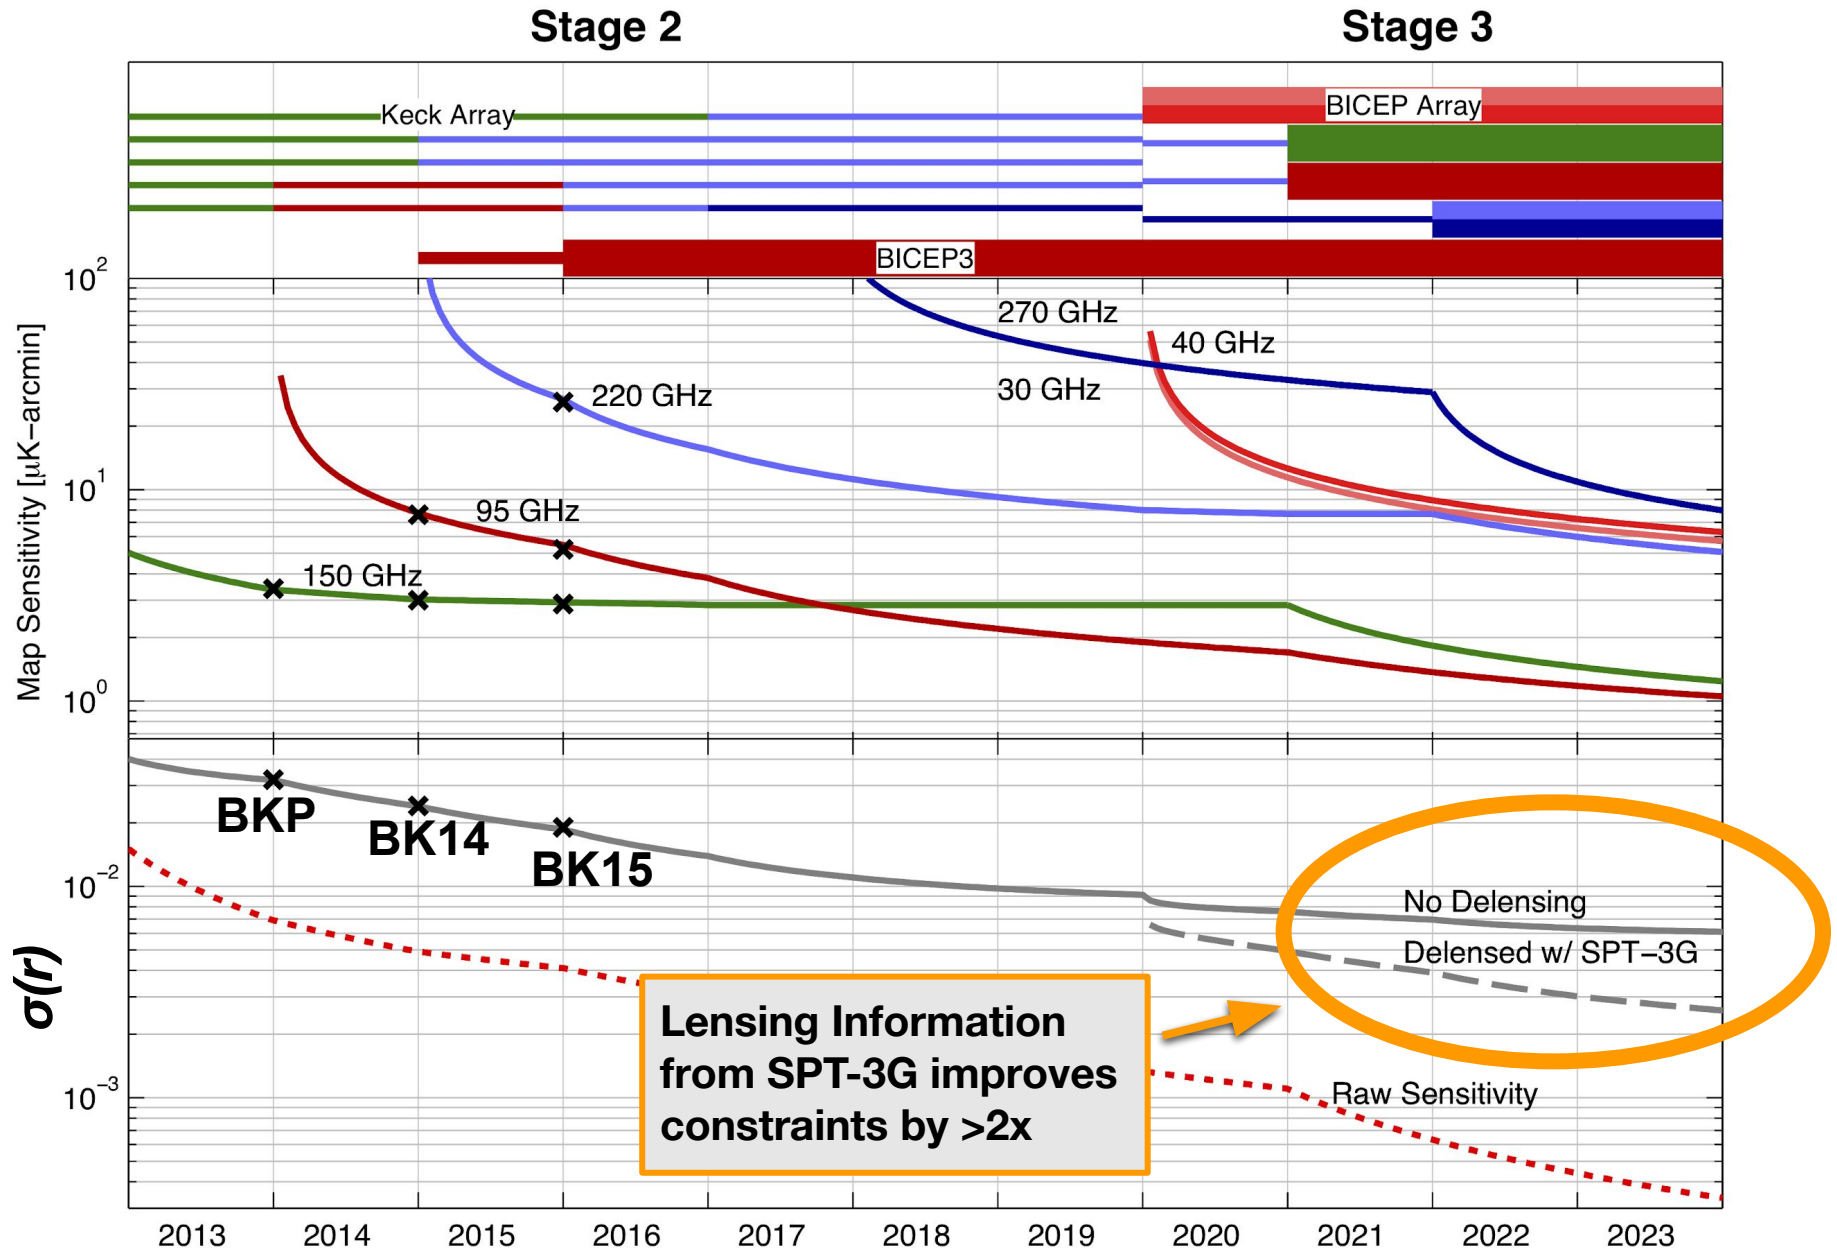 Stage 2
Stage 3
Keck Array
BICEP Array
BICEP3
10²
270 GHz
40 GHz
30 GHz
220 GHz
10¹
95 GHz
150 GHz
10⁰
Map Sensitivity [μK−arcmin]
BKP
BK14
BK15
10⁻²
No Delensing
Delensed w/ SPT−3G
σ(r)
Lensing Information
from SPT-3G improves
constraints by >2x
10⁻³
Raw Sensitivity
2013 2014 2015 2016 2017 2018 2019 2020 2021 2022 2023